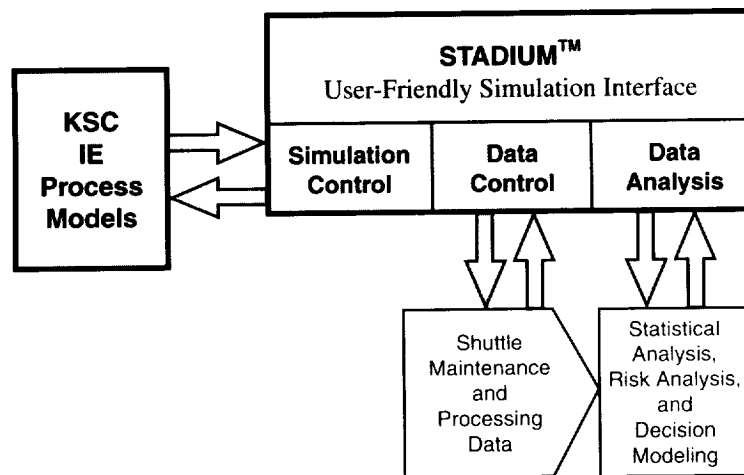 STADIUM™
User-Friendly Simulation Interface
KSC
IE
Process
Models
Simulation
Control
Data
Control
Data
Analysis
Shuttle
Maintenance
and
Processing
Data
Statistical
Analysis,
Risk Analysis,
and
Decision
Modeling